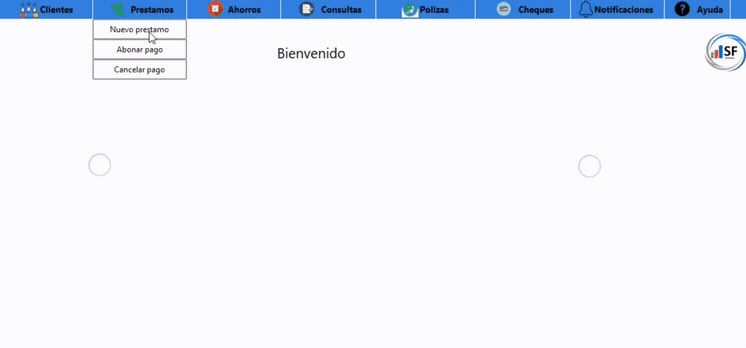 Clientes Prestamos Ahorros Consultas Polizas Cheques Notificaciones Ayuda
Nuevo prestamo
Abonar pago
Cancelar pago
Bienvenido
SF